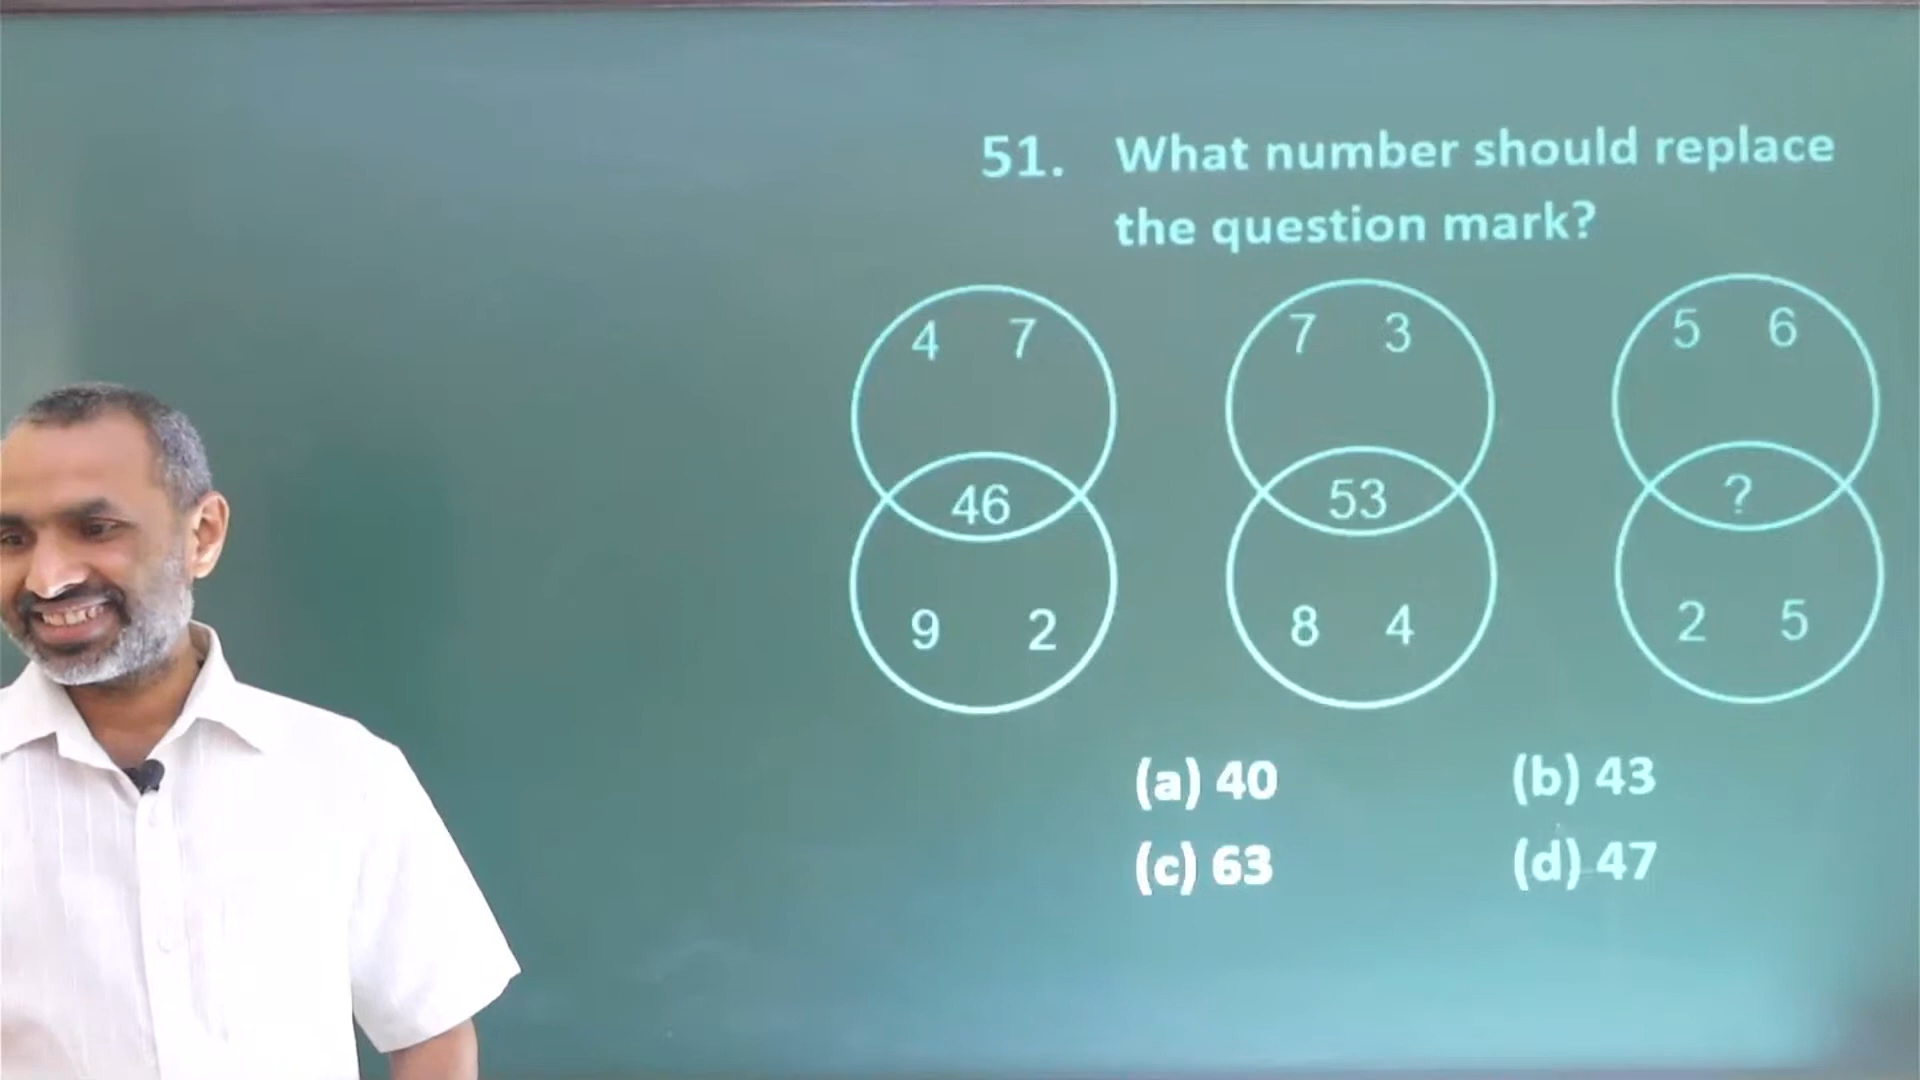 51. What number should replace
the question mark?
4 7
7 3
5 6
46
53
?
9 2
8 4
2 5
(a) 40 (b) 43
(c) 63 (d) 47